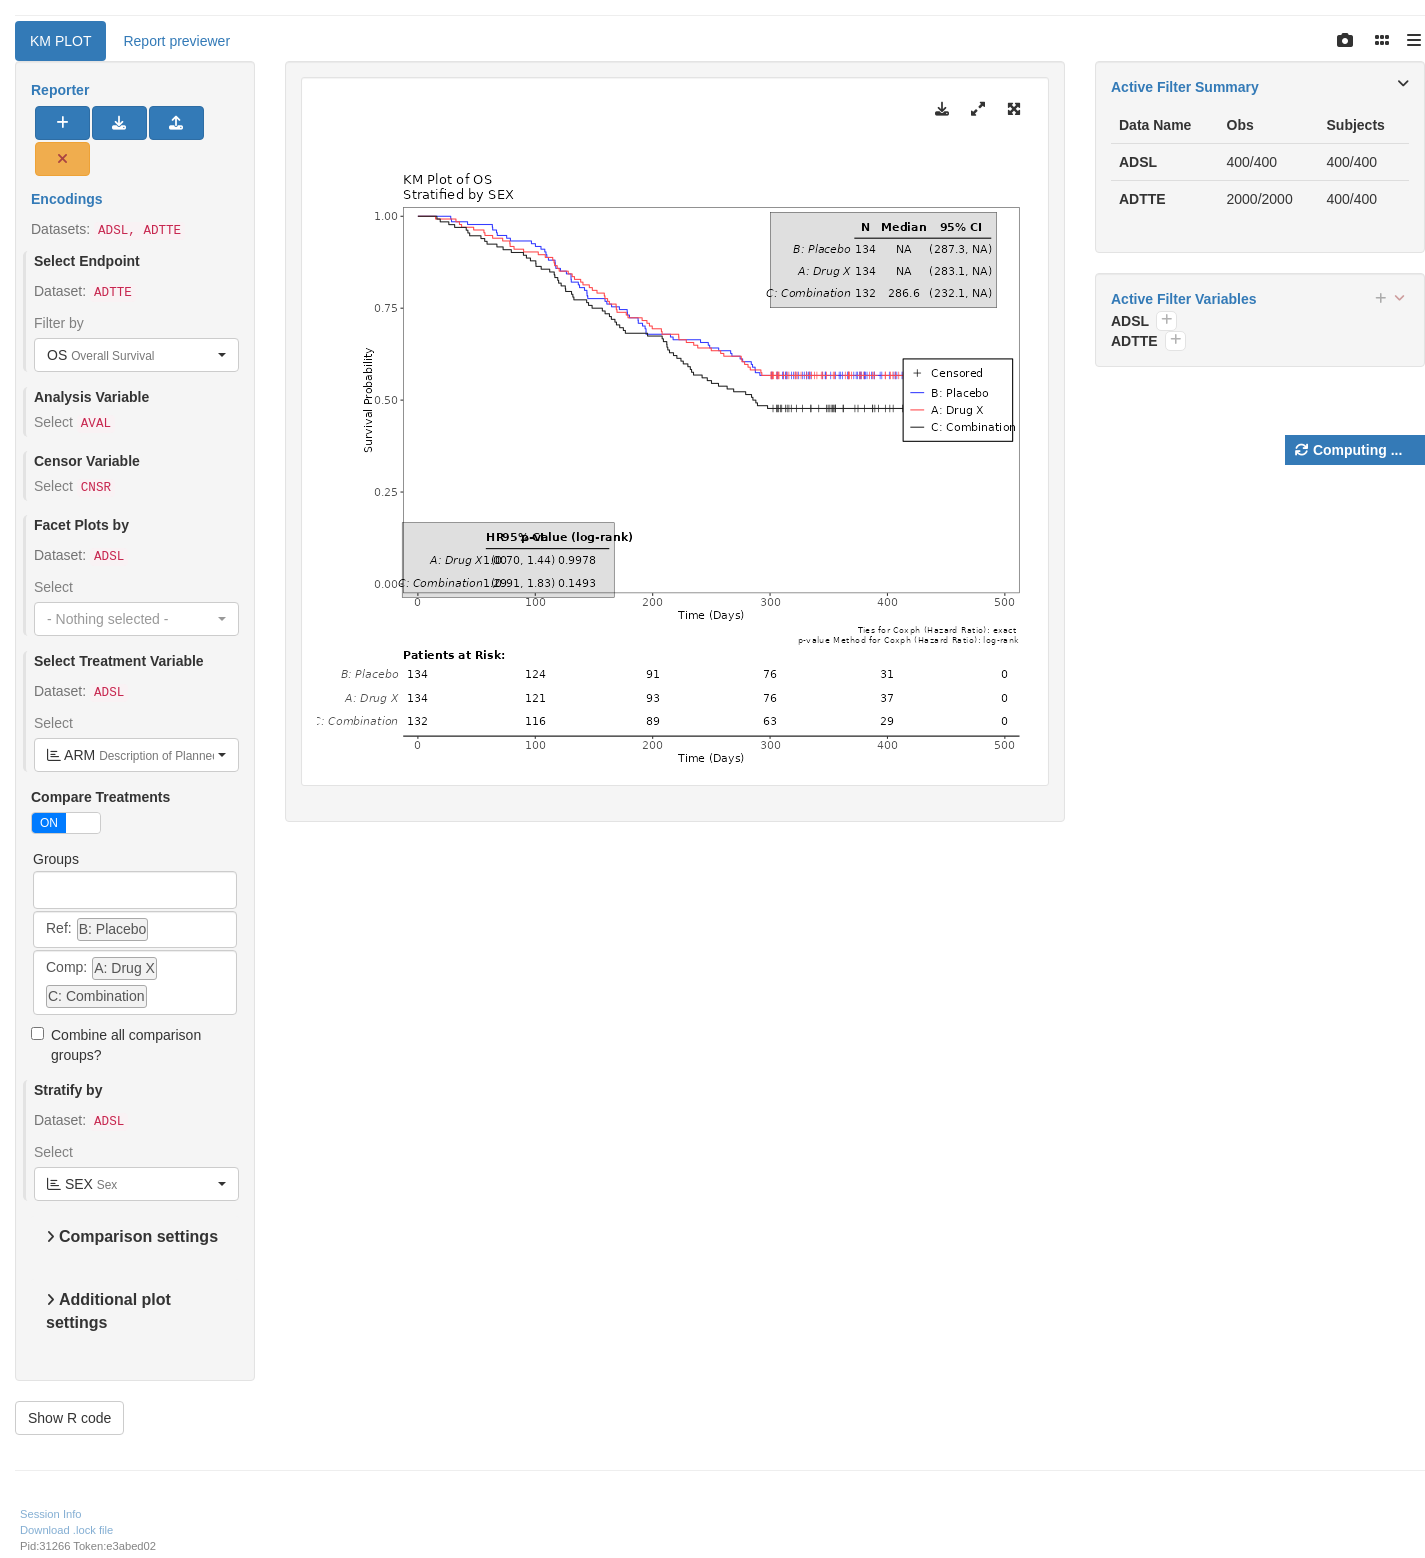 KM PLOT
Report previewer
Reporter
Encodings
Datasets: ADSL, ADTTE
Select Endpoint
Dataset: ADTTE
Filter by
OS Overall Survival
Analysis Variable
Select AVAL
Censor Variable
Select CNSR
Facet Plots by
Dataset: ADSL
Select
- Nothing selected -
Select Treatment Variable
Dataset: ADSL
Select
ARM Description of Planned
Compare Treatments
ON
Groups
Ref: B: Placebo
Comp: A: Drug X
C: Combination
Combine all comparison
groups?
Stratify by
Dataset: ADSL
Select
SEX Sex
Comparison settings
Additional plot
settings
Show R code
KM Plot of OS
Stratified by SEX
1.00
0.75
0.50
0.25
0.00
Survival Probability
N Median 95% CI
B: Placebo 134 NA (287.3, NA)
A: Drug X 134 NA (283.1, NA)
C: Combination 132 286.6 (232.1, NA)
Censored
B: Placebo
A: Drug X
C: Combination
HR 95% CI p-value (log-rank)
A: Drug X 1.00 (0.70, 1.44) 0.9978
C: Combination 1.29 (0.91, 1.83) 0.1493
0 100 200 300 400 500
Time (Days)
Ties for Coxph (Hazard Ratio): exact
p-value Method for Coxph (Hazard Ratio): log-rank
Patients at Risk:
B: Placebo 134 124 91 76 31 0
A: Drug X 134 121 93 76 37 0
C: Combination 132 116 89 63 29 0
0 100 200 300 400 500
Time (Days)
Active Filter Summary
Data Name Obs Subjects
ADSL 400/400 400/400
ADTTE 2000/2000 400/400
Active Filter Variables
ADSL
ADTTE
Computing ...
Session Info
Download .lock file
Pid:31266 Token:e3abed02